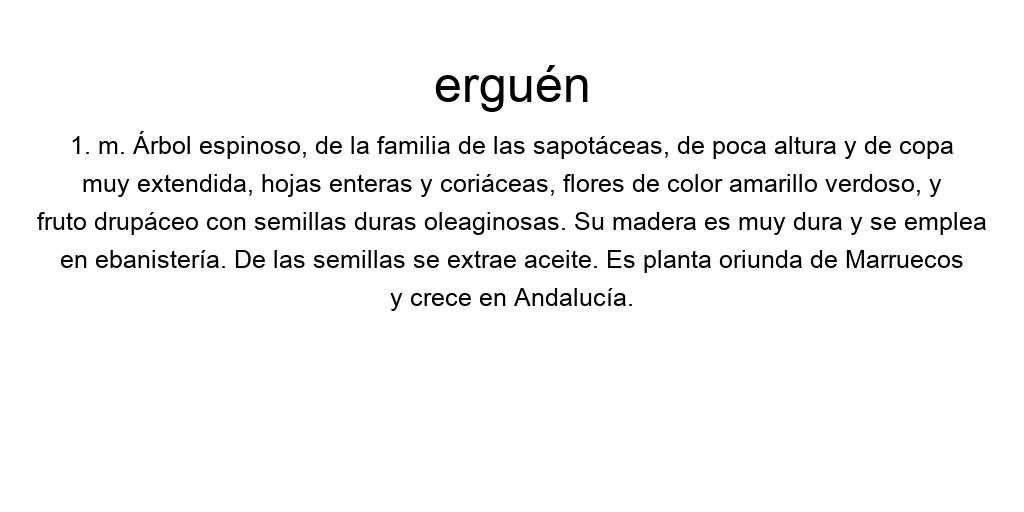 erguén
1. m. Árbol espinoso, de la familia de las sapotáceas, de poca altura y de copa
muy extendida, hojas enteras y coriáceas, flores de color amarillo verdoso, y
fruto drupáceo con semillas duras oleaginosas. Su madera es muy dura y se emplea
en ebanistería. De las semillas se extrae aceite. Es planta oriunda de Marruecos
y crece en Andalucía.